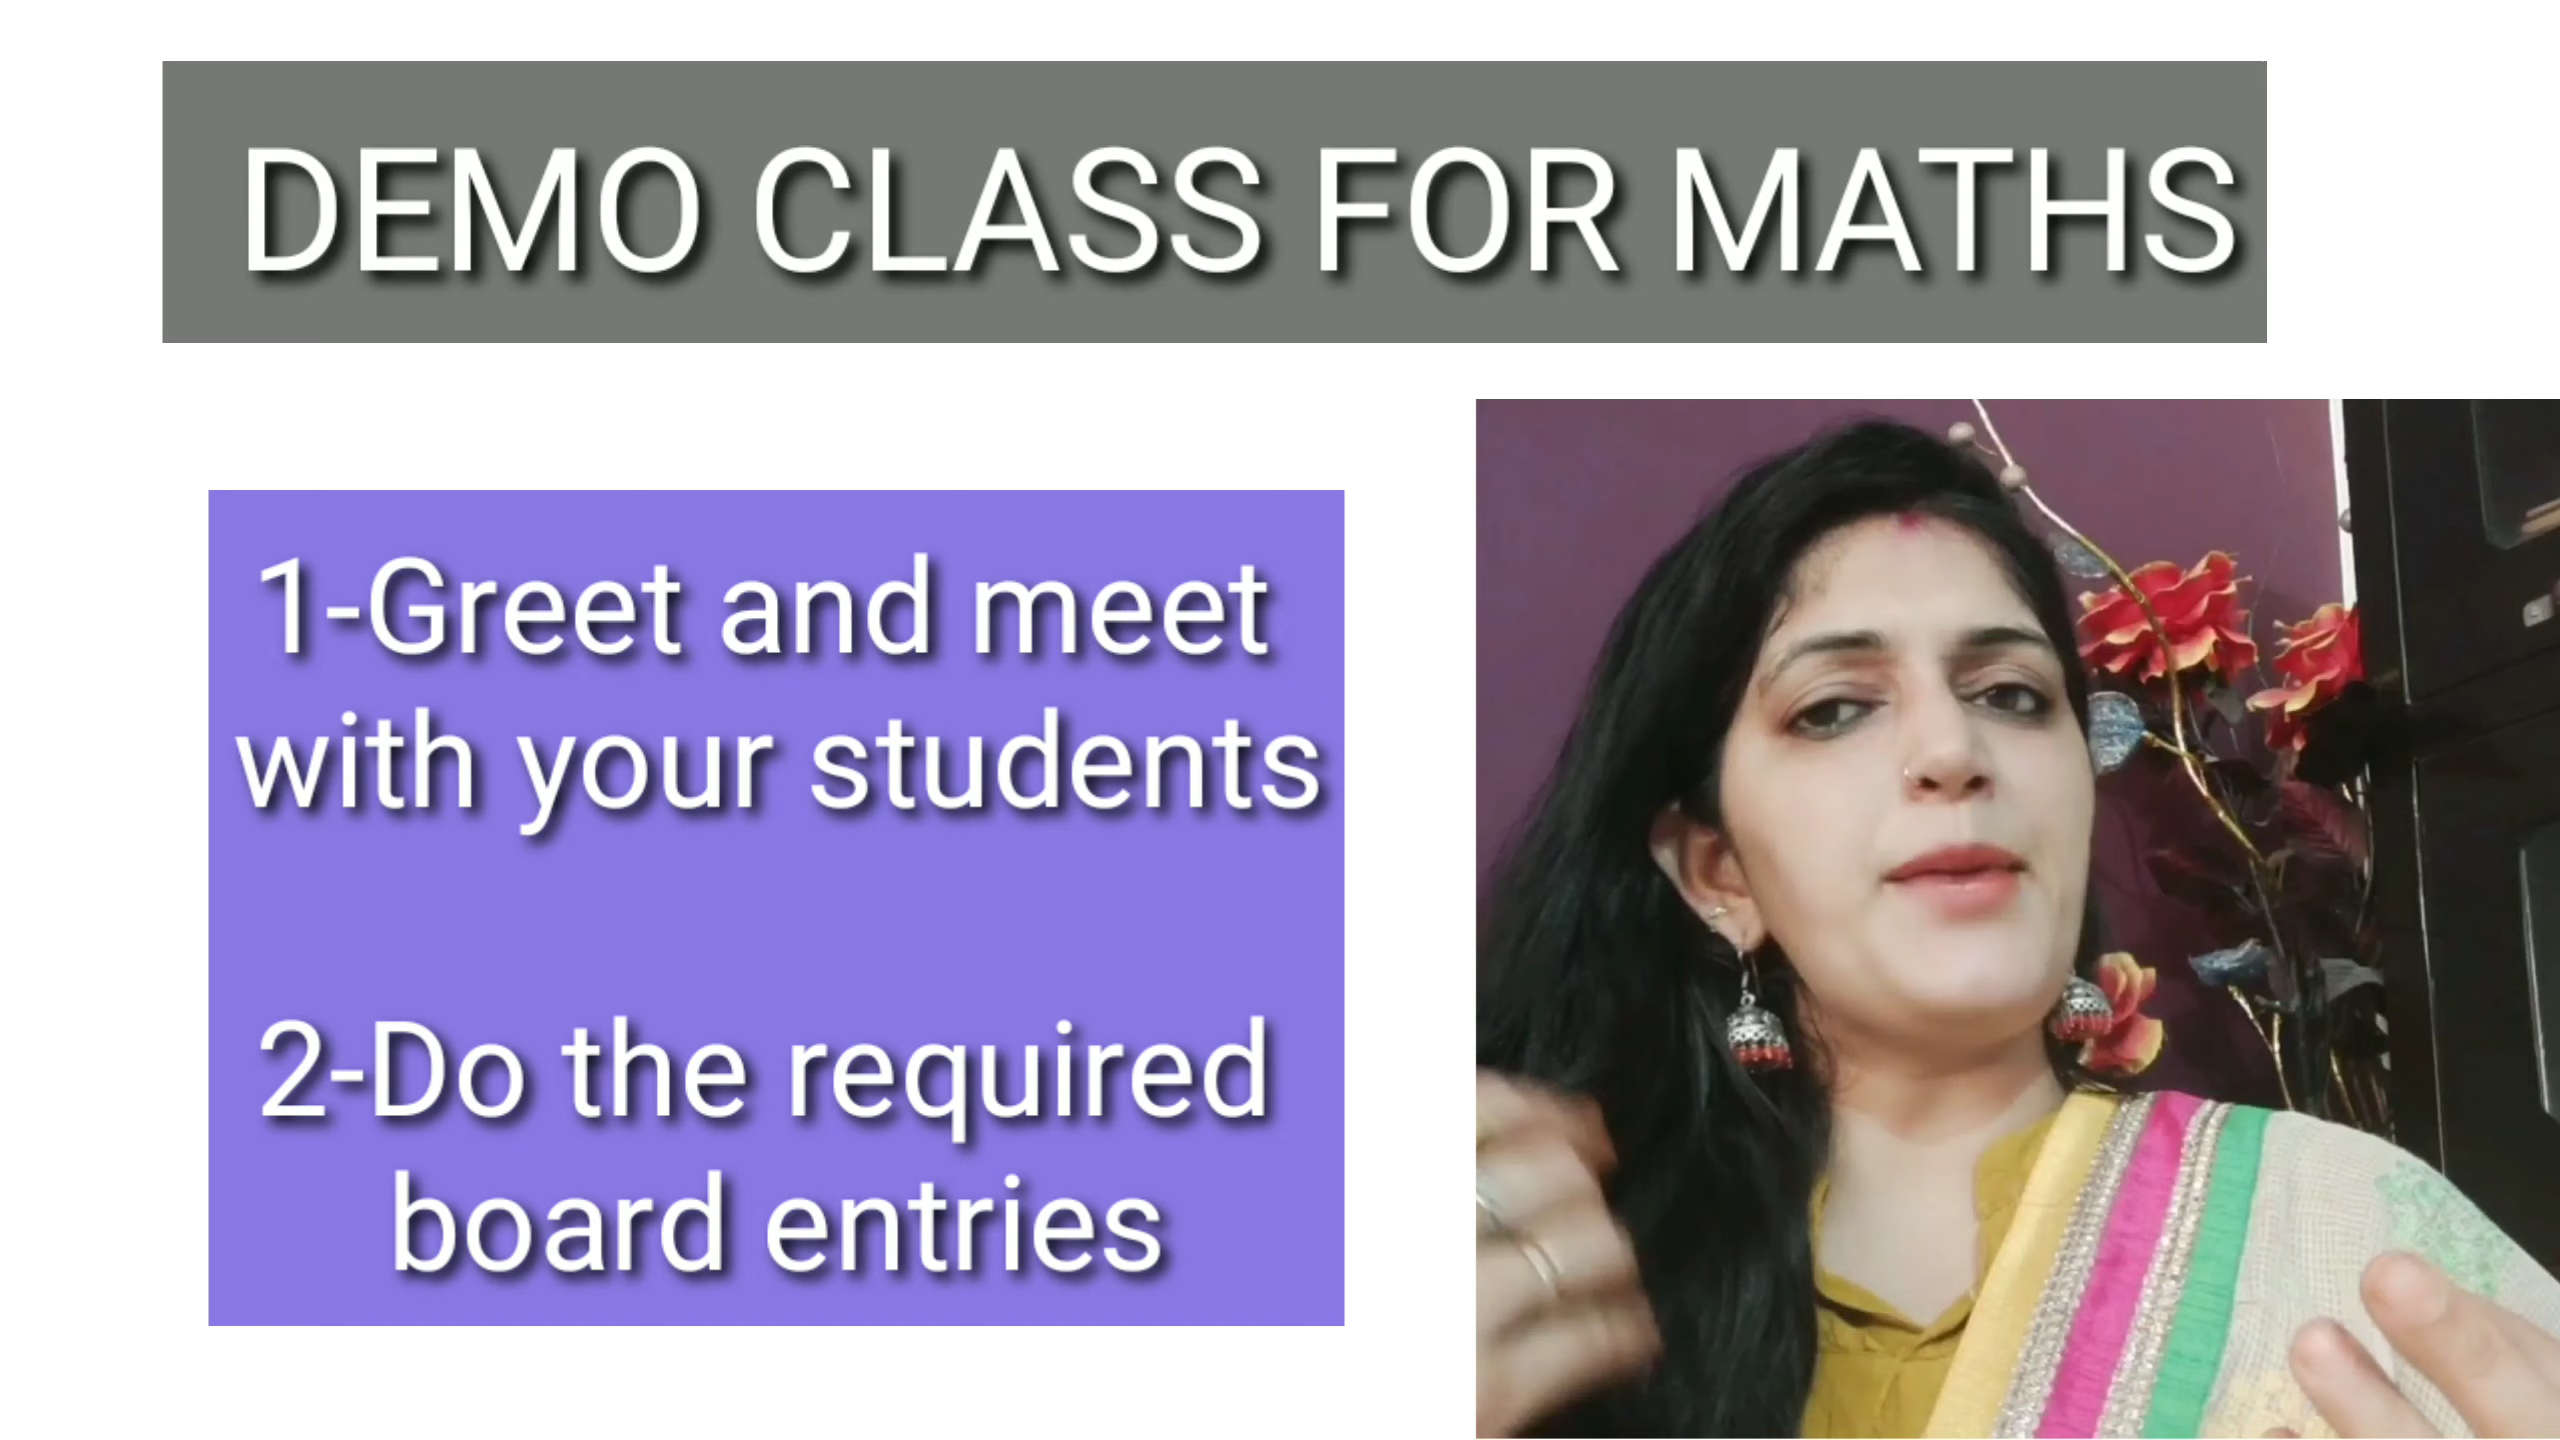 DEMO CLASS FOR MATHS
1-Greet and meet
with your students
2-Do the required
board entries